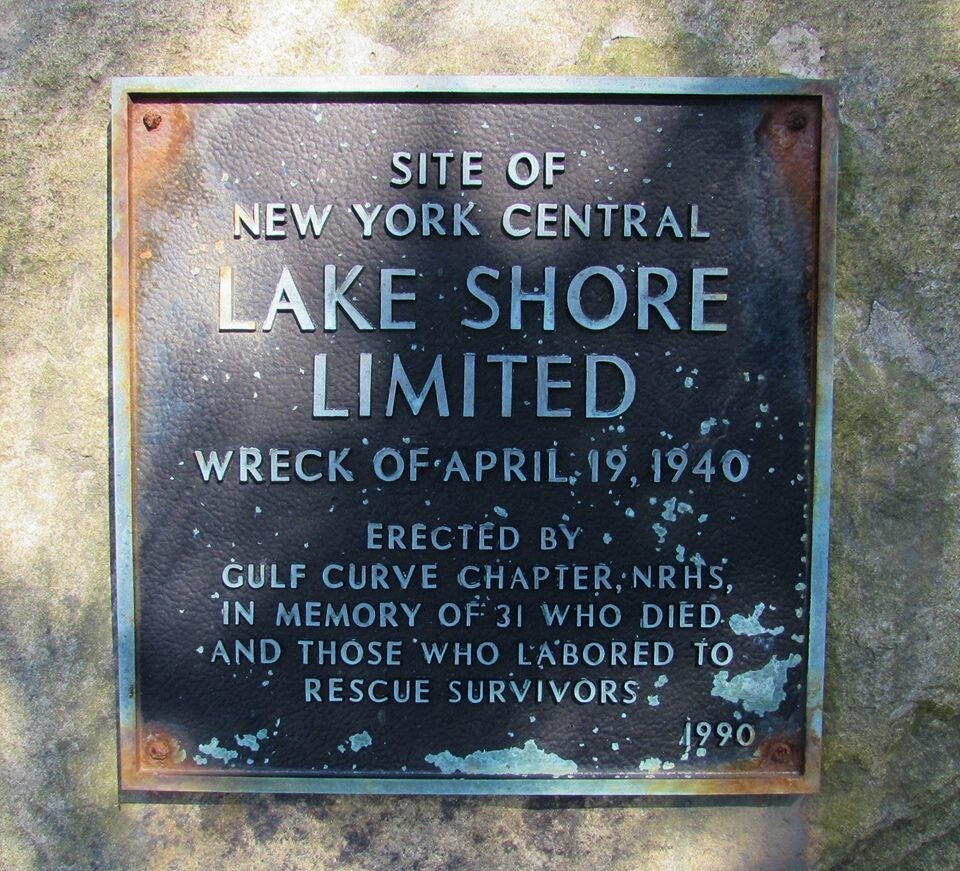 SITE OF
NEW YORK CENTRAL
LAKE SHORE
LIMITED
WRECK OF APRIL 19, 1940
ERECTED BY
GULF CURVE CHAPTER, NRHS,
IN MEMORY OF 31 WHO DIED
AND THOSE WHO LABORED TO
RESCUE SURVIVORS
1990